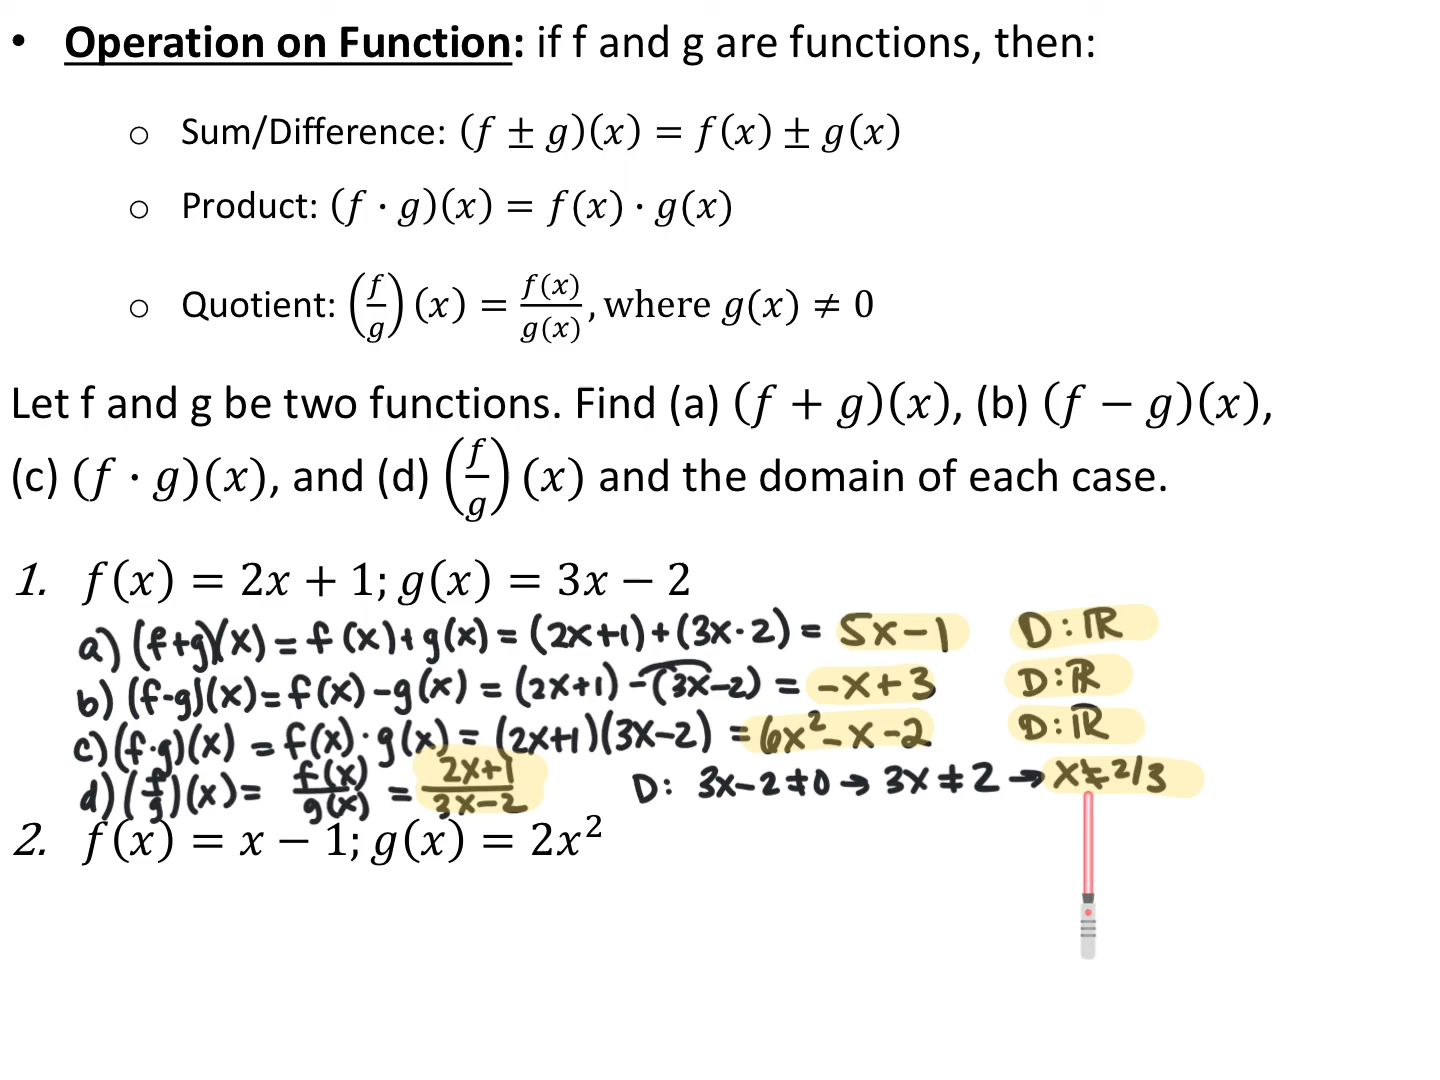 • Operation on Function: if f and g are functions, then:
○ Sum/Difference: (f ± g)(x) = f(x) ± g(x)
○ Product: (f · g)(x) = f(x) · g(x)
○ Quotient: (f/g)(x) = f(x)/g(x), where g(x) ≠ 0
Let f and g be two functions. Find (a) (f + g)(x), (b) (f − g)(x),
(c) (f · g)(x), and (d) (f/g)(x) and the domain of each case.
1. f(x) = 2x + 1; g(x) = 3x − 2
a) (f+g)(x) = f(x)+g(x) = (2x+1)+(3x-2) = 5x-1 D: ℝ
b) (f-g)(x) = f(x)-g(x) = (2x+1)-(3x-2) = -x+3 D: ℝ
c) (f·g)(x) = f(x)·g(x) = (2x+1)(3x-2) = 6x²-x-2 D: ℝ
d) (f/g)(x) = f(x)/g(x) = 2x+1/3x-2 D: 3x-2≠0 → 3x≠2 → x≠2/3
2. f(x) = x − 1; g(x) = 2x²